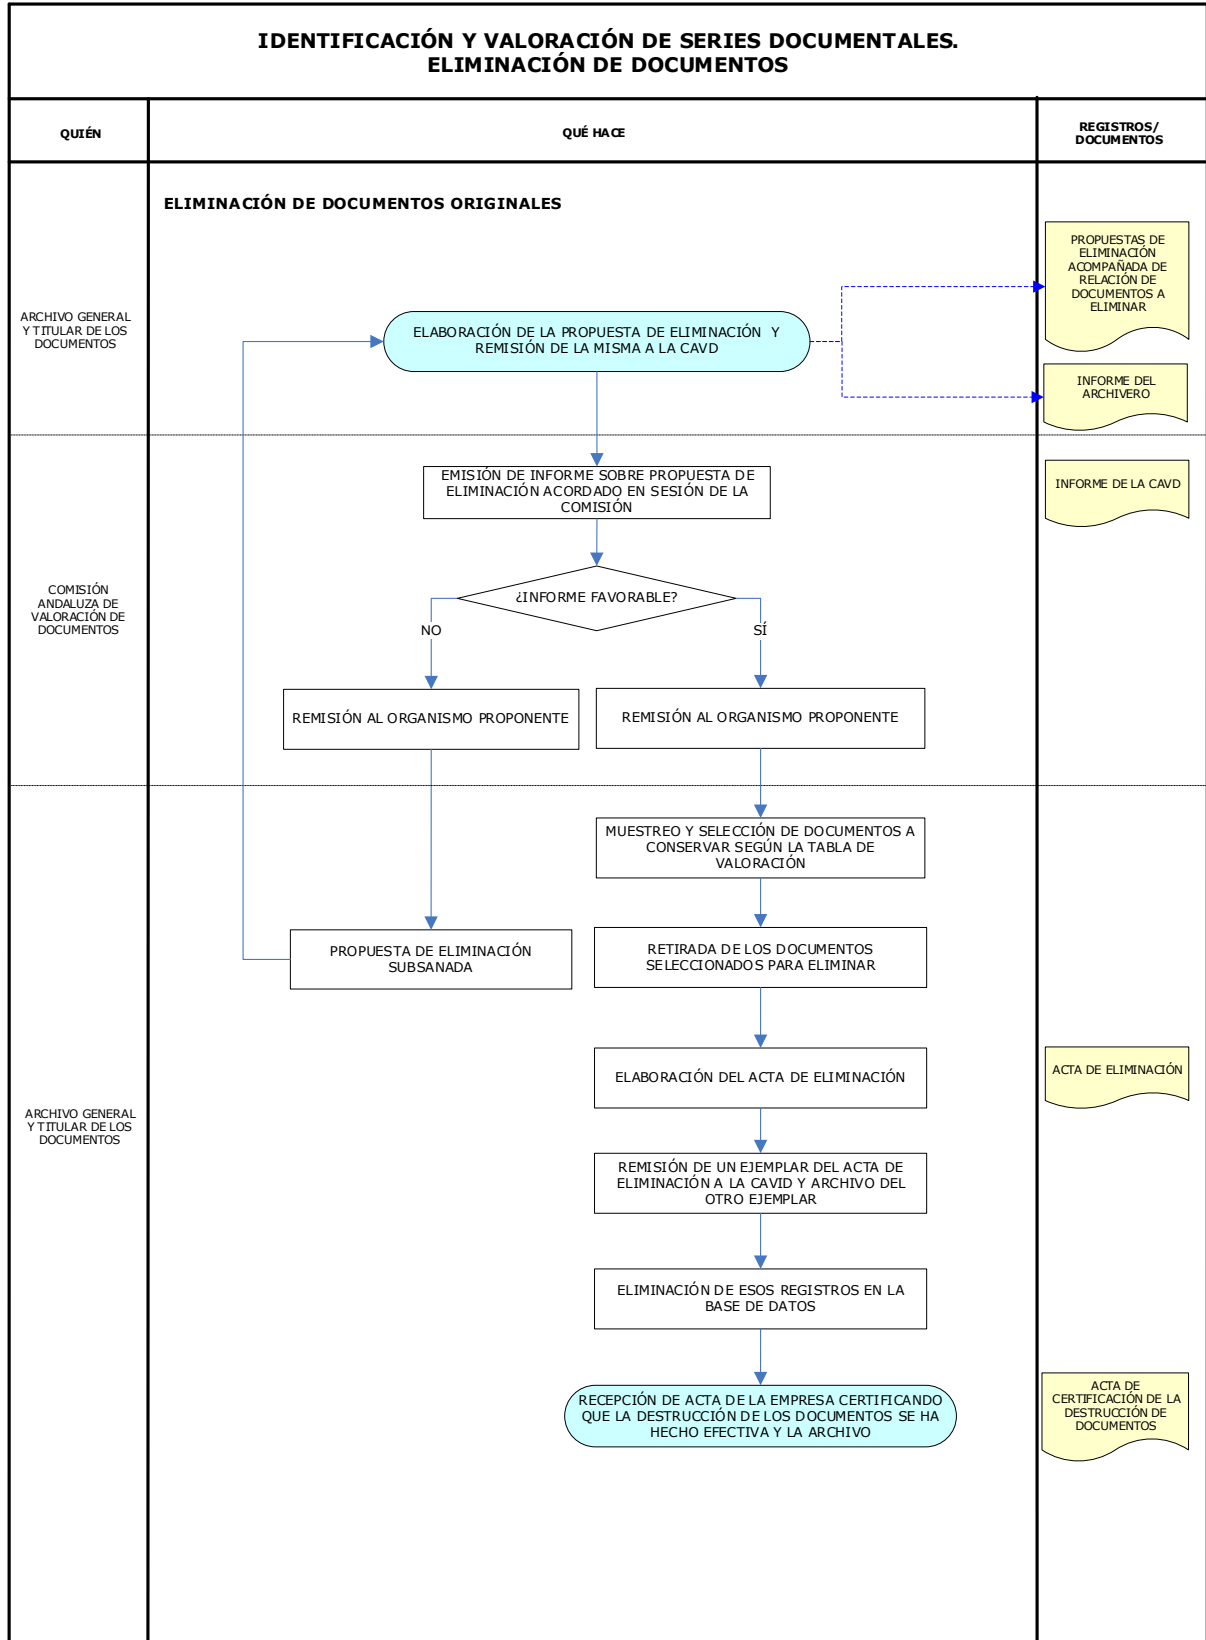 IDENTIFICACIÓN Y VALORACIÓN DE SERIES DOCUMENTALES.
ELIMINACIÓN DE DOCUMENTOS
QUIÉN
QUÉ HACE
REGISTROS/
DOCUMENTOS
ELIMINACIÓN DE DOCUMENTOS ORIGINALES
ARCHIVO GENERAL
Y TITULAR DE LOS
DOCUMENTOS
ELABORACIÓN DE LA PROPUESTA DE ELIMINACIÓN Y
REMISIÓN DE LA MISMA A LA CAVD
PROPUESTAS DE
ELIMINACIÓN
ACOMPAÑADA DE
RELACIÓN DE
DOCUMENTOS A
ELIMINAR
INFORME DEL
ARCHIVERO
COMISIÓN
ANDALUZA DE
VALORACIÓN DE
DOCUMENTOS
EMISIÓN DE INFORME SOBRE PROPUESTA DE
ELIMINACIÓN ACORDADO EN SESIÓN DE LA
COMISIÓN
INFORME DE LA CAVD
¿INFORME FAVORABLE?
NO
SÍ
REMISIÓN AL ORGANISMO PROPONENTE
REMISIÓN AL ORGANISMO PROPONENTE
ARCHIVO GENERAL
Y TITULAR DE LOS
DOCUMENTOS
MUESTREO Y SELECCIÓN DE DOCUMENTOS A
CONSERVAR SEGÚN LA TABLA DE
VALORACIÓN
PROPUESTA DE ELIMINACIÓN
SUBSANADA
RETIRADA DE LOS DOCUMENTOS
SELECCIONADOS PARA ELIMINAR
ELABORACIÓN DEL ACTA DE ELIMINACIÓN
ACTA DE ELIMINACIÓN
REMISIÓN DE UN EJEMPLAR DEL ACTA DE
ELIMINACIÓN A LA CAVID Y ARCHIVO DEL
OTRO EJEMPLAR
ELIMINACIÓN DE ESOS REGISTROS EN LA
BASE DE DATOS
RECEPCIÓN DE ACTA DE LA EMPRESA CERTIFICANDO
QUE LA DESTRUCCIÓN DE LOS DOCUMENTOS SE HA
HECHO EFECTIVA Y LA ARCHIVO
ACTA DE
CERTIFICACIÓN DE LA
DESTRUCCIÓN DE
DOCUMENTOS